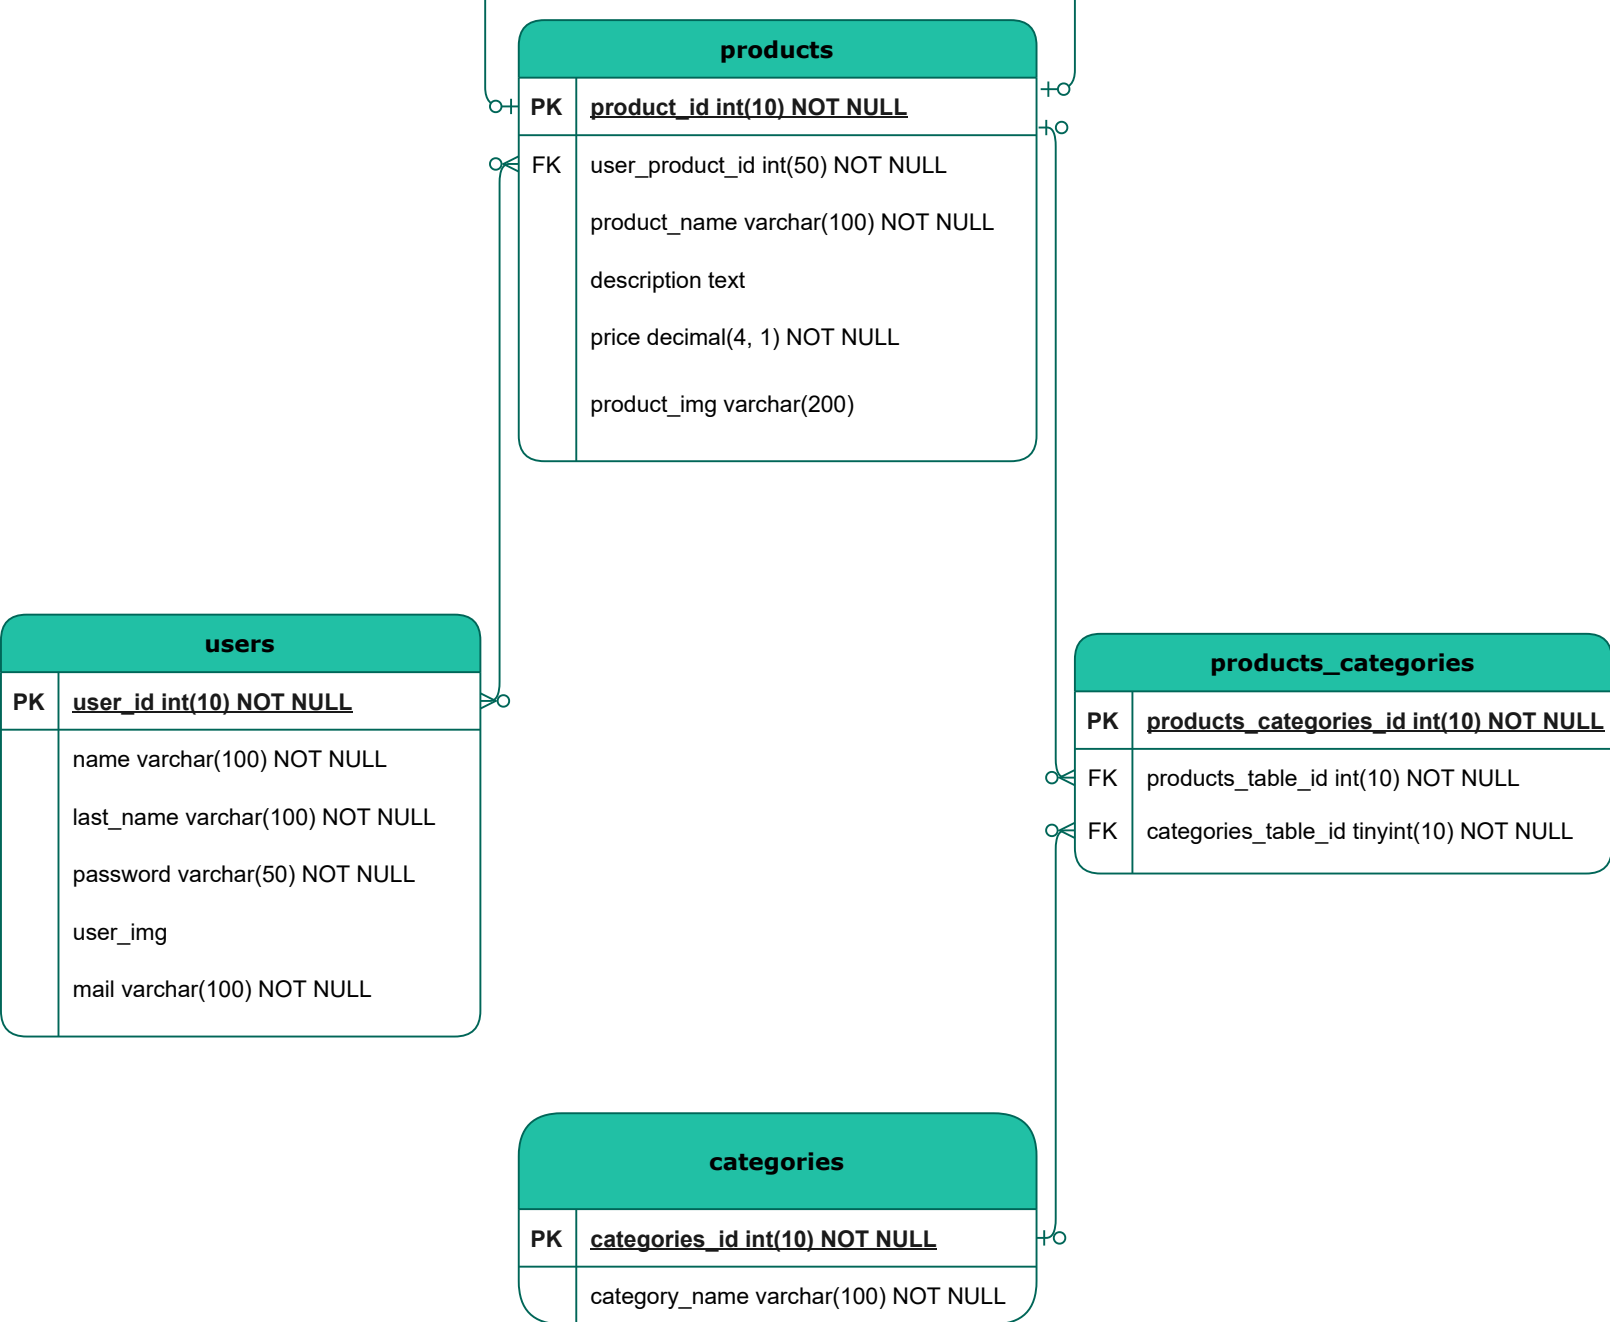 products
PK product_id int(10) NOT NULL
FK user_product_id int(50) NOT NULL
product_name varchar(100) NOT NULL
description text
price decimal(4, 1) NOT NULL
product_img varchar(200)
users
PK user_id int(10) NOT NULL
name varchar(100) NOT NULL
last_name varchar(100) NOT NULL
password varchar(50) NOT NULL
user_img
mail varchar(100) NOT NULL
products_categories
PK products_categories_id int(10) NOT NULL
FK products_table_id int(10) NOT NULL
FK categories_table_id tinyint(10) NOT NULL
categories
PK categories_id int(10) NOT NULL
category_name varchar(100) NOT NULL